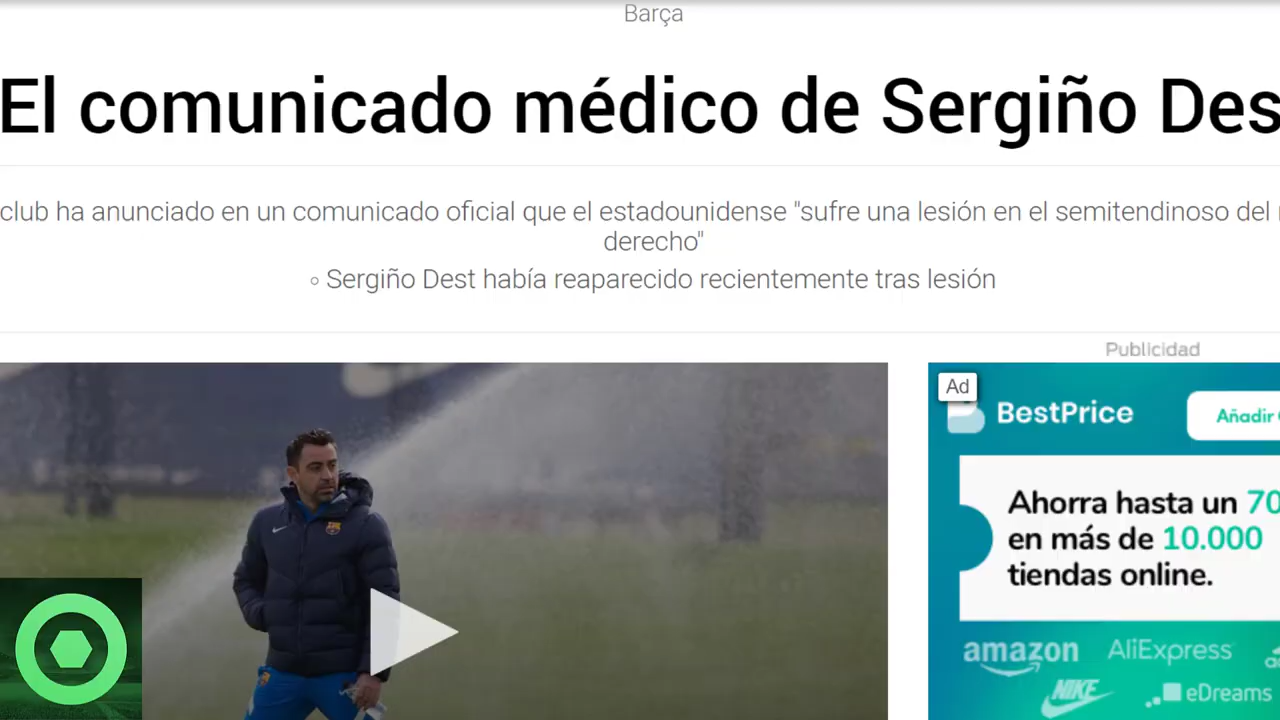 Barça
El comunicado médico de Sergiño Des
club ha anunciado en un comunicado oficial que el estadounidense "sufre una lesión en el semitendinoso del
derecho"
Sergiño Dest había reaparecido recientemente tras lesión
Publicidad
Ad
BestPrice
Añadir
Ahorra hasta un 70
en más de 10.000
tiendas online.
amazon
AliExpress
NIKE
eDreams